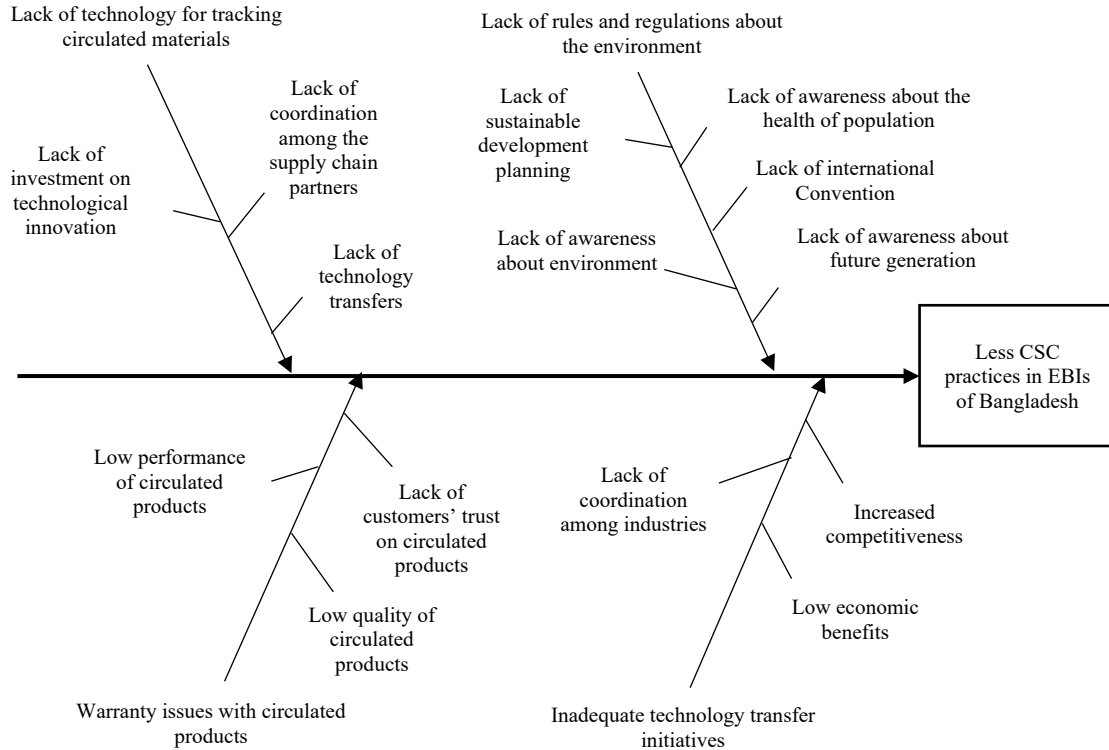 Lack of technology for tracking
circulated materials
Lack of
investment on
technological
innovation
Lack of
coordination
among the
supply chain
partners
Lack of
technology
transfers
Lack of rules and regulations about
the environment
Lack of
sustainable
development
planning
Lack of awareness about the
health of population
Lack of international
Convention
Lack of awareness
about environment
Lack of awareness about
future generation
Less CSC
practices in EBIs
of Bangladesh
Low performance
of circulated
products
Lack of
customers’ trust
on circulated
products
Low quality of
circulated
products
Warranty issues with circulated
products
Lack of
coordination
among industries
Increased
competitiveness
Low economic
benefits
Inadequate technology transfer
initiatives